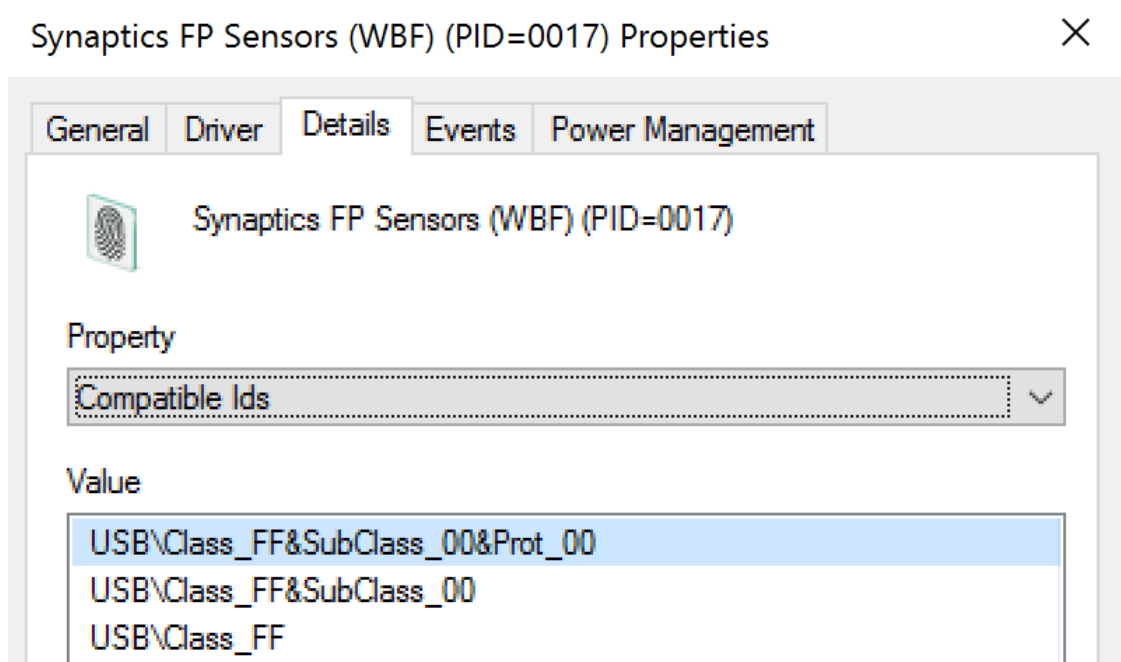 Synaptics FP Sensors (WBF) (PID=0017) Properties
General Driver Details Events Power Management
Synaptics FP Sensors (WBF) (PID=0017)
Property
Compatible Ids
Value
USB\Class_FF&SubClass_00&Prot_00
USB\Class_FF&SubClass_00
USB\Class_FF